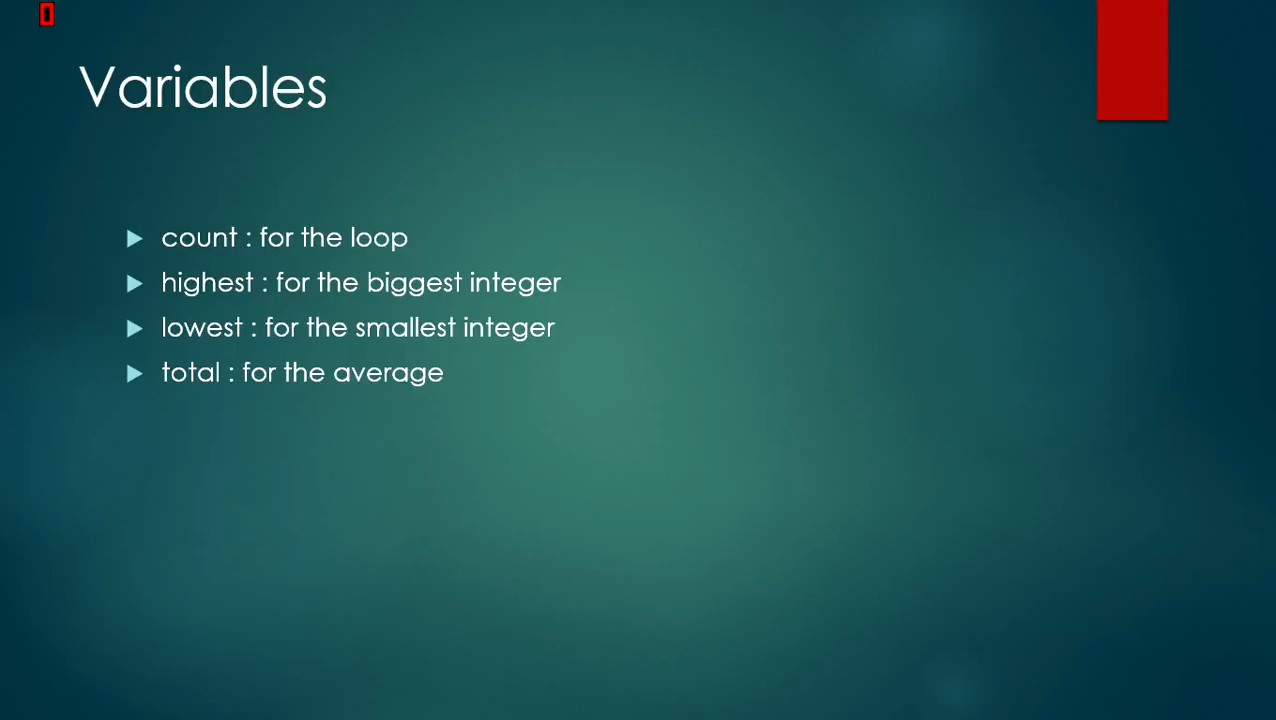 0
Variables
count : for the loop
highest : for the biggest integer
lowest : for the smallest integer
total : for the average